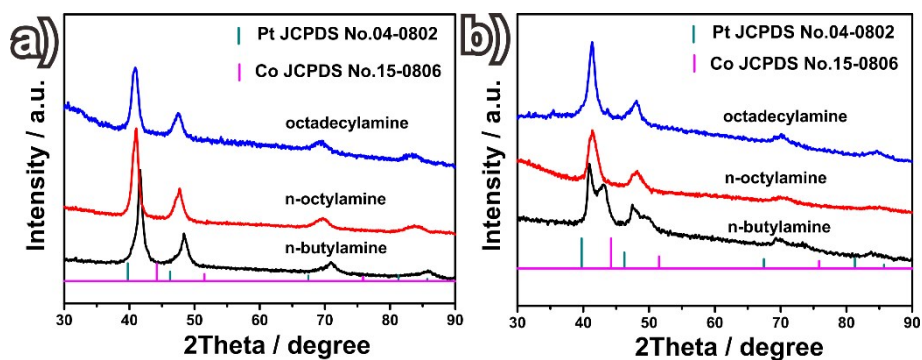 a)
Pt JCPDS No.04-0802
Co JCPDS No.15-0806
octadecylamine
n-octylamine
n-butylamine
Intensity / a.u.
30 40 50 60 70 80 90
2Theta / degree
b)
Pt JCPDS No.04-0802
Co JCPDS No.15-0806
octadecylamine
n-octylamine
n-butylamine
Intensity / a.u.
30 40 50 60 70 80 90
2Theta / degree